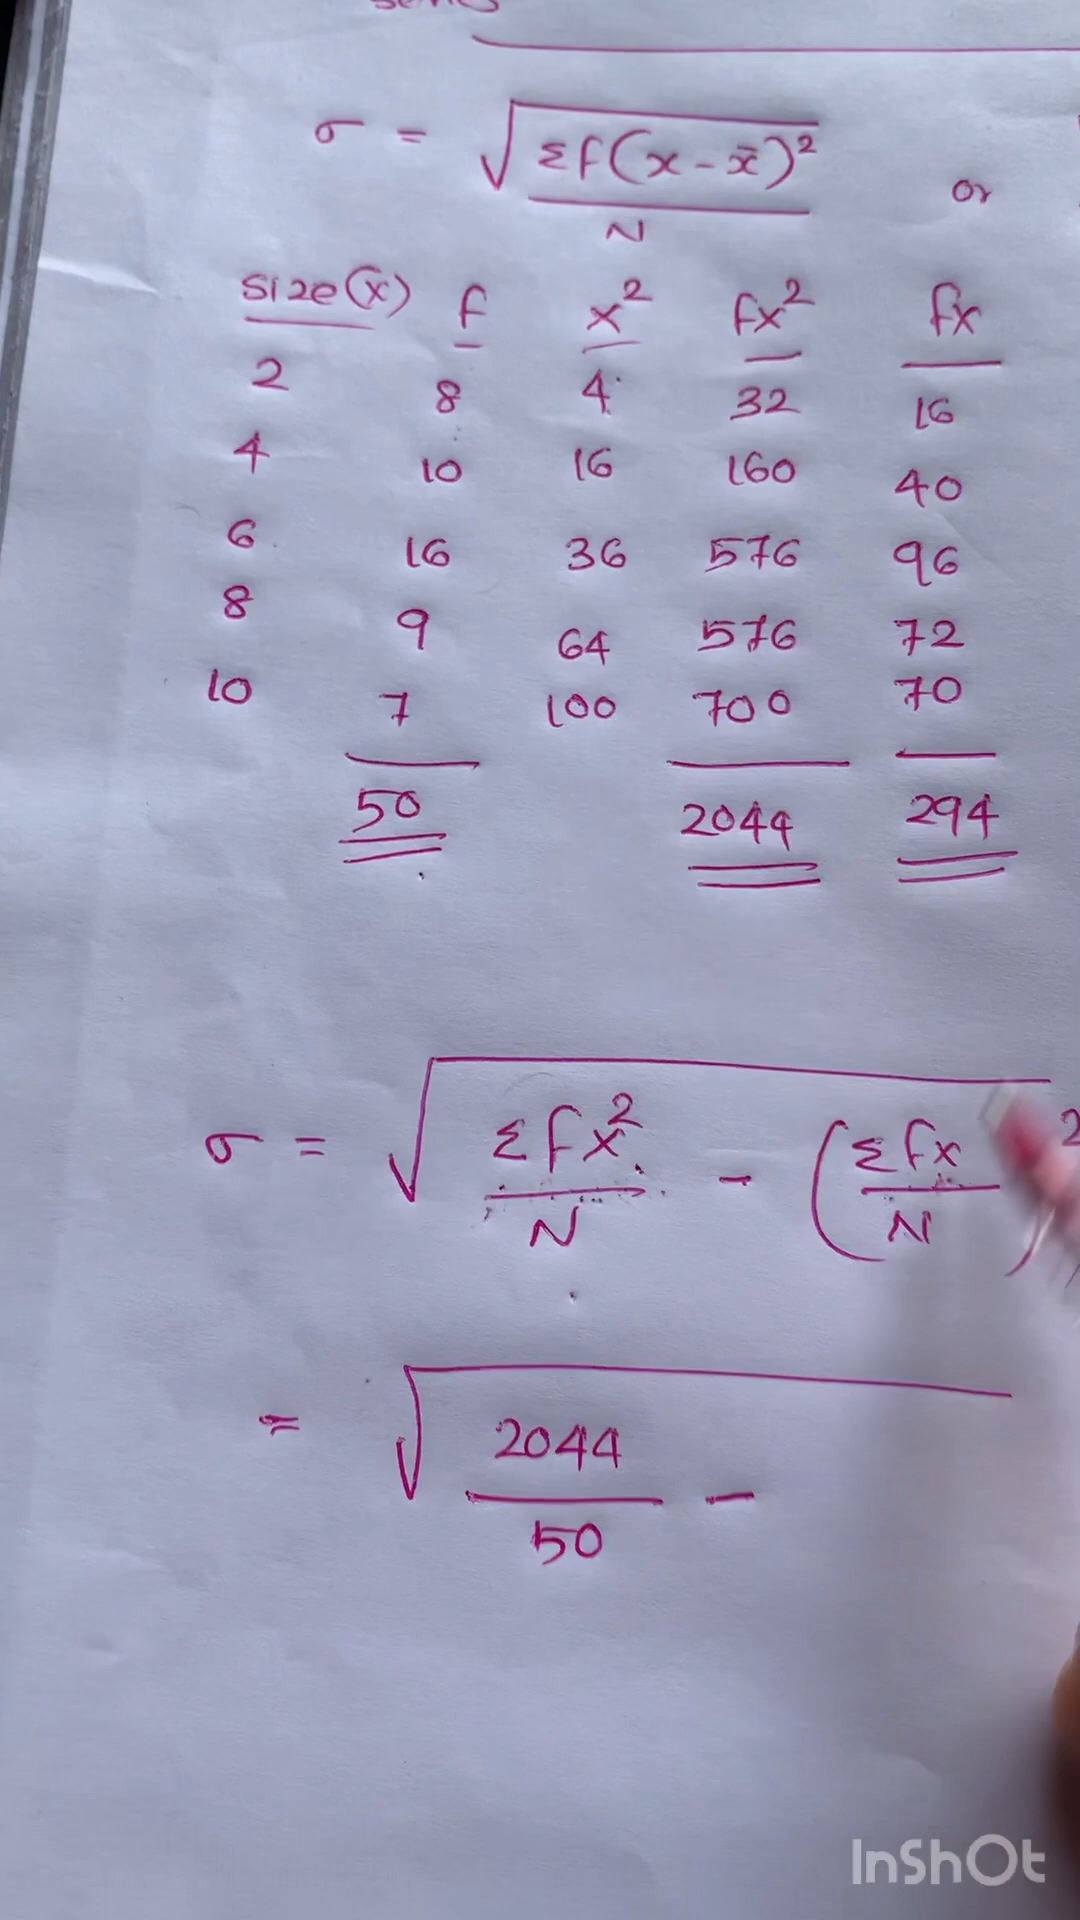 series
σ = √ Σf(x - x̄)² / N or
size(x) f x² fx² fx
2 8 4 32 16
4 10 16 160 40
6 16 36 576 96
8 9 64 576 72
10 7 100 700 70
50 2044 294
σ = √ Σfx² / N - (Σfx / N)²
= √ 2044 / 50 -
InShOt